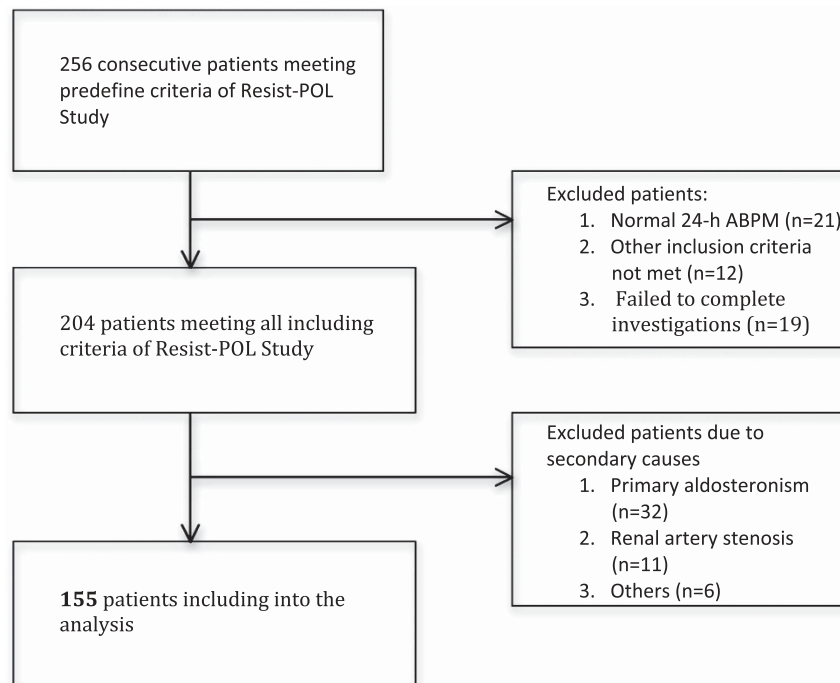 256 consecutive patients meeting
predefine criteria of Resist-POL
Study
Excluded patients:
1. Normal 24-h ABPM (n=21)
2. Other inclusion criteria
not met (n=12)
3. Failed to complete
investigations (n=19)
204 patients meeting all including
criteria of Resist-POL Study
Excluded patients due to
secondary causes
1. Primary aldosteronism
(n=32)
2. Renal artery stenosis
(n=11)
3. Others (n=6)
155 patients including into the
analysis